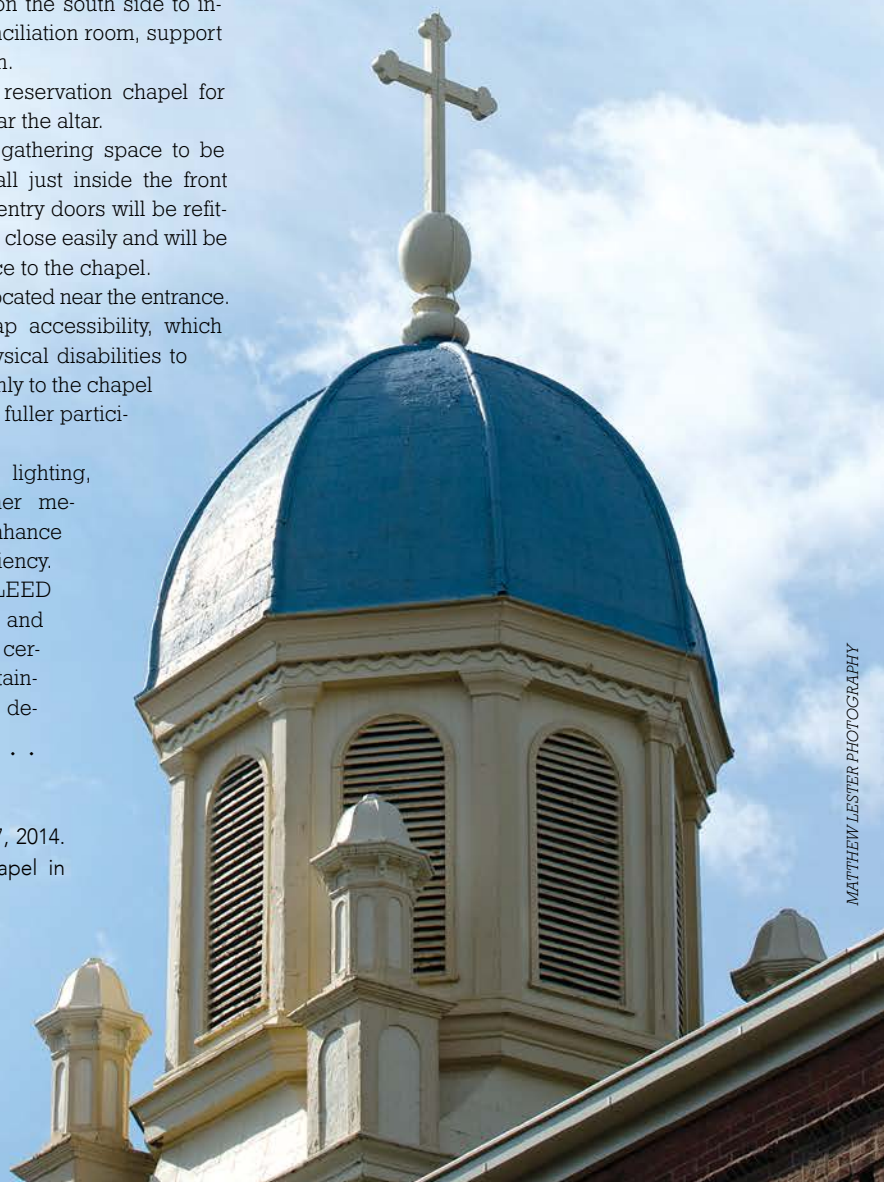 on the south side to in-
nciliation room, support
n.
reservation chapel for
ar the altar.
gathering space to be
all just inside the front
entry doors will be refit-
close easily and will be
ce to the chapel.
ocated near the entrance.
ap accessibility, which
ysical disabilities to
nly to the chapel
fuller partici-
lighting,
ner me-
nhance
iency.
LEED
and
cer-
tain-
de-
. .
7, 2014.
apel in
MATTHEW LESTER PHOTOGRAPHY